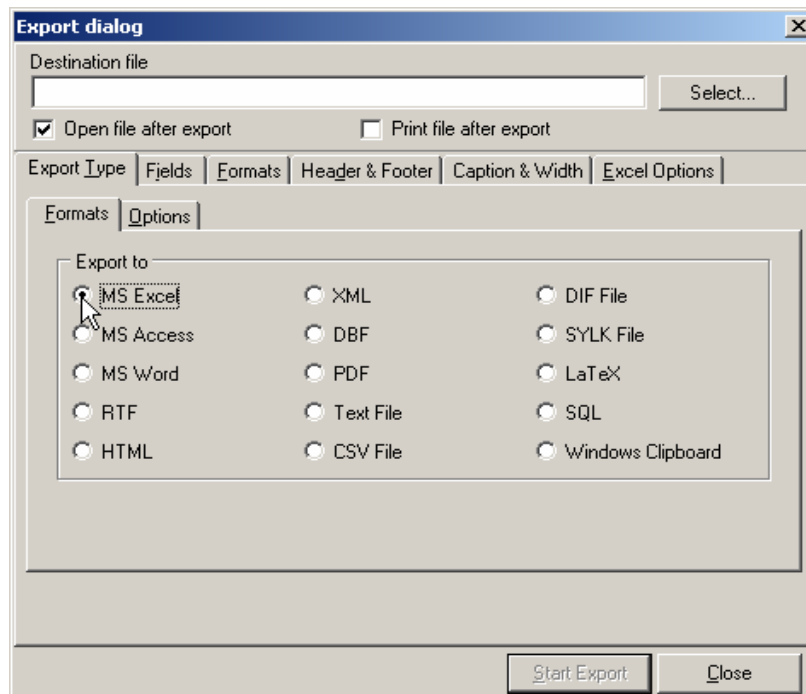 Export dialog
Destination file
Select...
Open file after export Print file after export
Export Type Fields Formats Header & Footer Caption & Width Excel Options
Formats Options
Export to
MS Excel XML DIF File
MS Access DBF SYLK File
MS Word PDF LaTeX
RTF Text File SQL
HTML CSV File Windows Clipboard
Start Export Close